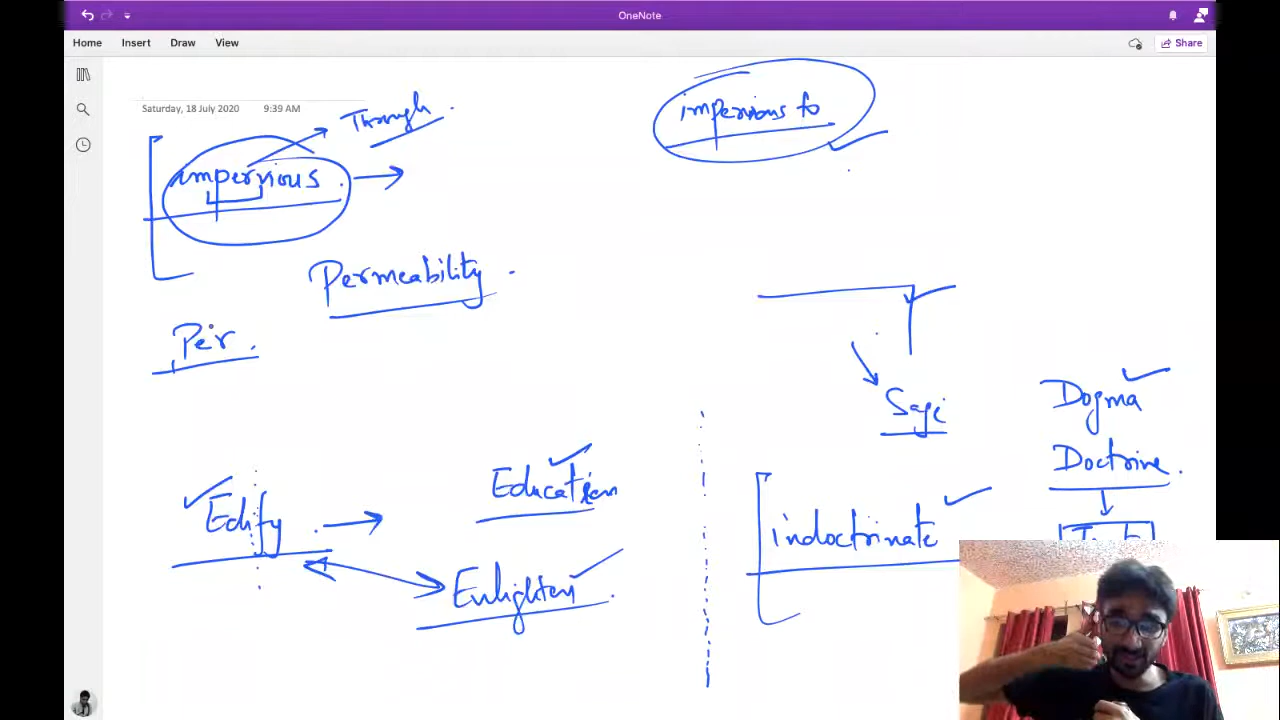 OneNote
Home Insert Draw View Share
Saturday, 18 July 2020 9:39 AM
Through.
impervious to
impervious.
Permeability.
Per.
Dogma
Doctrine.
Education
Edify.
indoctrinate
Enlighten.